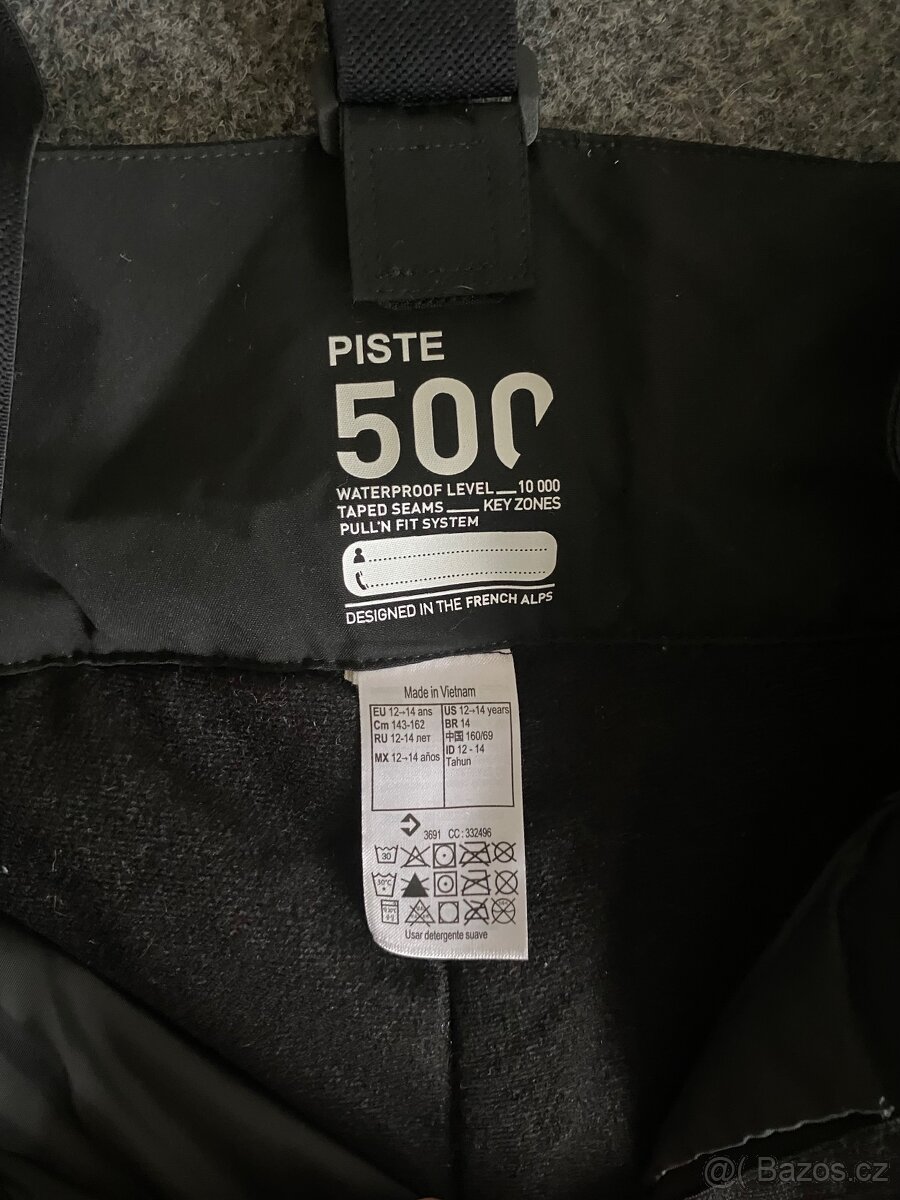 PISTE
500
WATERPROOF LEVEL 10 000
TAPED SEAMS KEY ZONES
PULL'N FIT SYSTEM
DESIGNED IN THE FRENCH ALPS
Made in Vietnam
EU 12→14 ans
Cm 143-162
RU 12-14 лет
MX 12→14 años
US 12→14 years
BR 14
中国 160/69
ID 12 - 14
Tahun
3691 CC : 332496
30
30°C
Usar detergente suave
@( Bazos.cz